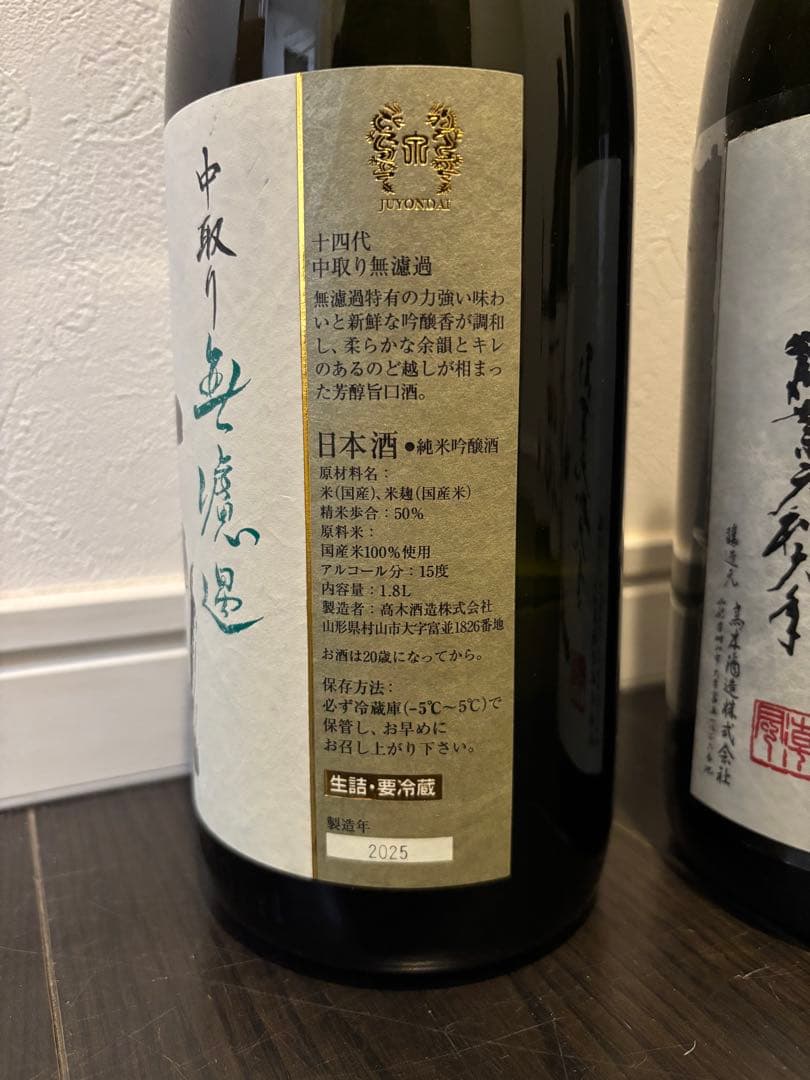 中取り
無濾過
JUYONDAI
十四代
中取り無濾過
無濾過特有の力強い味わ
いと新鮮な吟醸香が調和
し、柔らかな余韻とキレ
のあるのど越しが相まっ
た芳醇旨口酒。
日本酒●純米吟醸酒
原材料名：
米(国産)、米麹(国産米)
精米歩合：50%
原料米：
国産米100%使用
アルコール分：15度
内容量：1.8L
製造者：高木酒造株式会社
山形県村山市大字富並1826番地
お酒は20歳になってから。
保存方法：
必ず冷蔵庫(-5℃〜5℃)で
保管し、お早めに
お召し上がり下さい。
生詰・要冷蔵
製造年
2025
醸造元 高木酒造株式会社